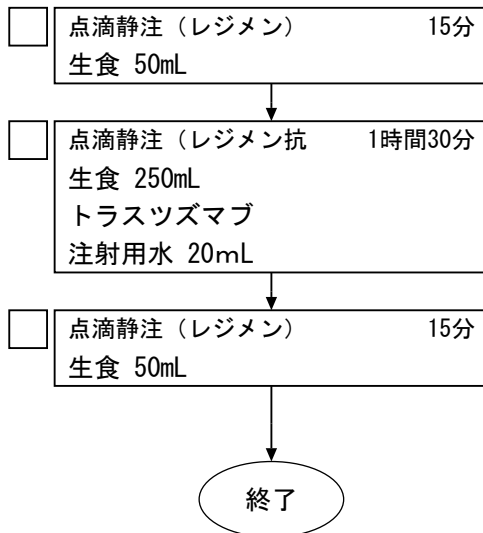 点滴静注（レジメン） 15分
生食 50mL
点滴静注（レジメン抗 1時間30分
生食 250mL
トラスツズマブ
注射用水 20mL
点滴静注（レジメン） 15分
生食 50mL
終了